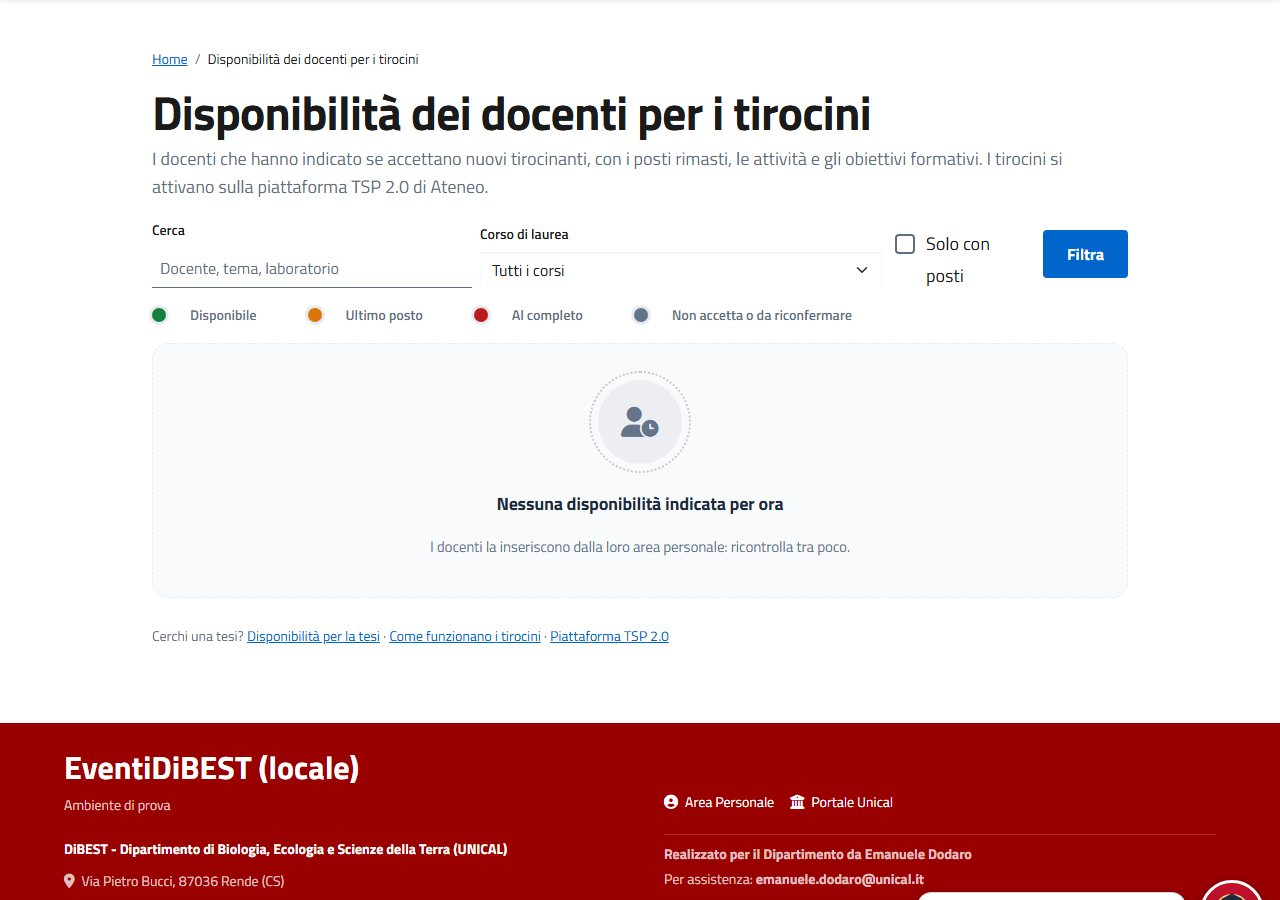 Home / Disponibilità dei docenti per i tirocini
Disponibilità dei docenti per i tirocini
I docenti che hanno indicato se accettano nuovi tirocinanti, con i posti rimasti, le attività e gli obiettivi formativi. I tirocini si
attivano sulla piattaforma TSP 2.0 di Ateneo.
Cerca
Docente, tema, laboratorio
Corso di laurea
Tutti i corsi
Solo con
posti
Filtra
Disponibile
Ultimo posto
Al completo
Non accetta o da riconfermare
Nessuna disponibilità indicata per ora
I docenti la inseriscono dalla loro area personale: ricontrolla tra poco.
Cerchi una tesi? Disponibilità per la tesi · Come funzionano i tirocini · Piattaforma TSP 2.0
EventiDiBEST (locale)
Ambiente di prova
DiBEST - Dipartimento di Biologia, Ecologia e Scienze della Terra (UNICAL)
Via Pietro Bucci, 87036 Rende (CS)
Area Personale
Portale Unical
Realizzato per il Dipartimento da Emanuele Dodaro
Per assistenza: emanuele.dodaro@unical.it